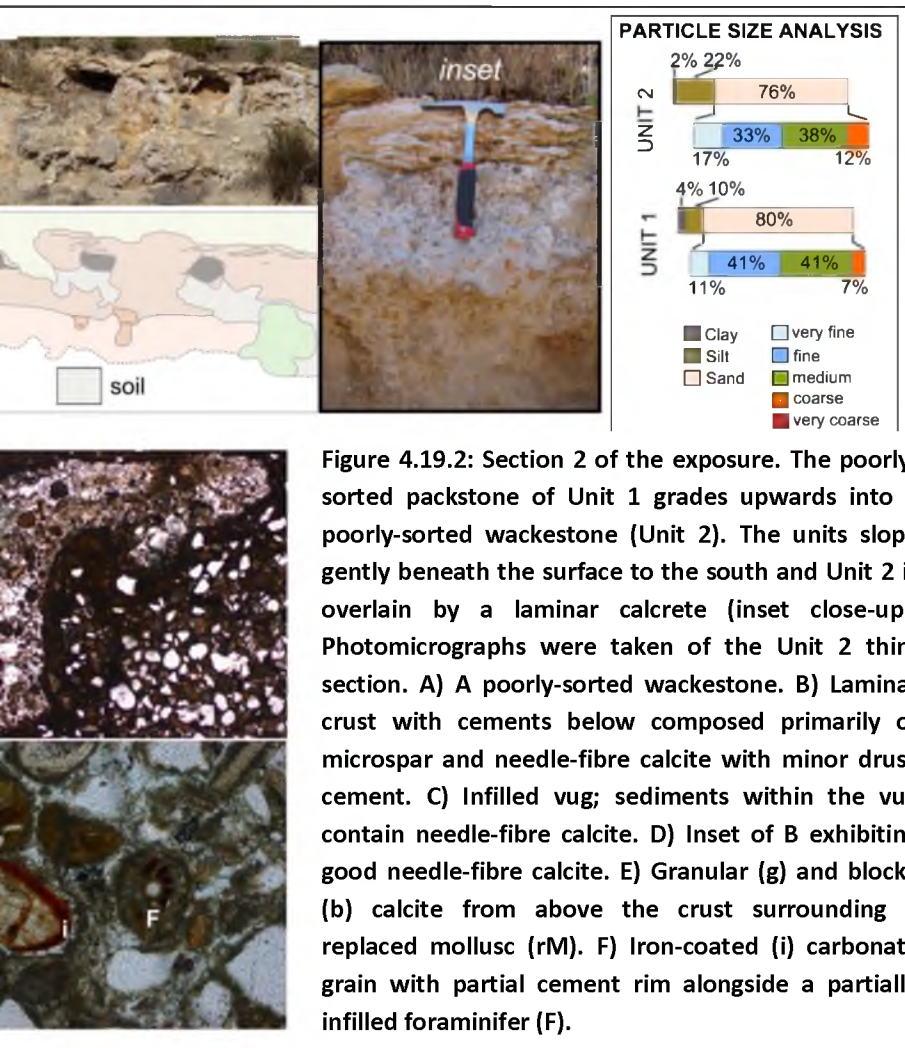 inset
PARTICLE SIZE ANALYSIS
2% 22%
76%
UNIT 2
33% 38%
17% 12%
4% 10%
80%
UNIT 1
41% 41%
11% 7%
Clay very fine
Silt fine
Sand medium
coarse
very coarse
soil
Figure 4.19.2: Section 2 of the exposure. The poorly
sorted packstone of Unit 1 grades upwards into
poorly-sorted wackestone (Unit 2). The units slop
gently beneath the surface to the south and Unit 2 i
overlain by a laminar calcrete (inset close-up
Photomicrographs were taken of the Unit 2 thin
section. A) A poorly-sorted wackestone. B) Lamina
crust with cements below composed primarily o
microspar and needle-fibre calcite with minor drus
cement. C) Infilled vug; sediments within the vu
contain needle-fibre calcite. D) Inset of B exhibitin
good needle-fibre calcite. E) Granular (g) and block
(b) calcite from above the crust surrounding
replaced mollusc (rM). F) Iron-coated (i) carbonat
grain with partial cement rim alongside a partiall
infilled foraminifer (F).
i
F